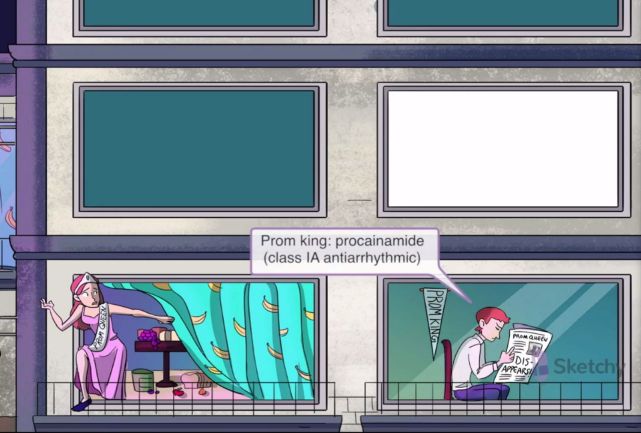 Prom king: procainamide
(class IA antiarrhythmic)
PROM QUEEN
PROM KING
PROM QUEEN
DIS-
APPEARS!
Sketchy